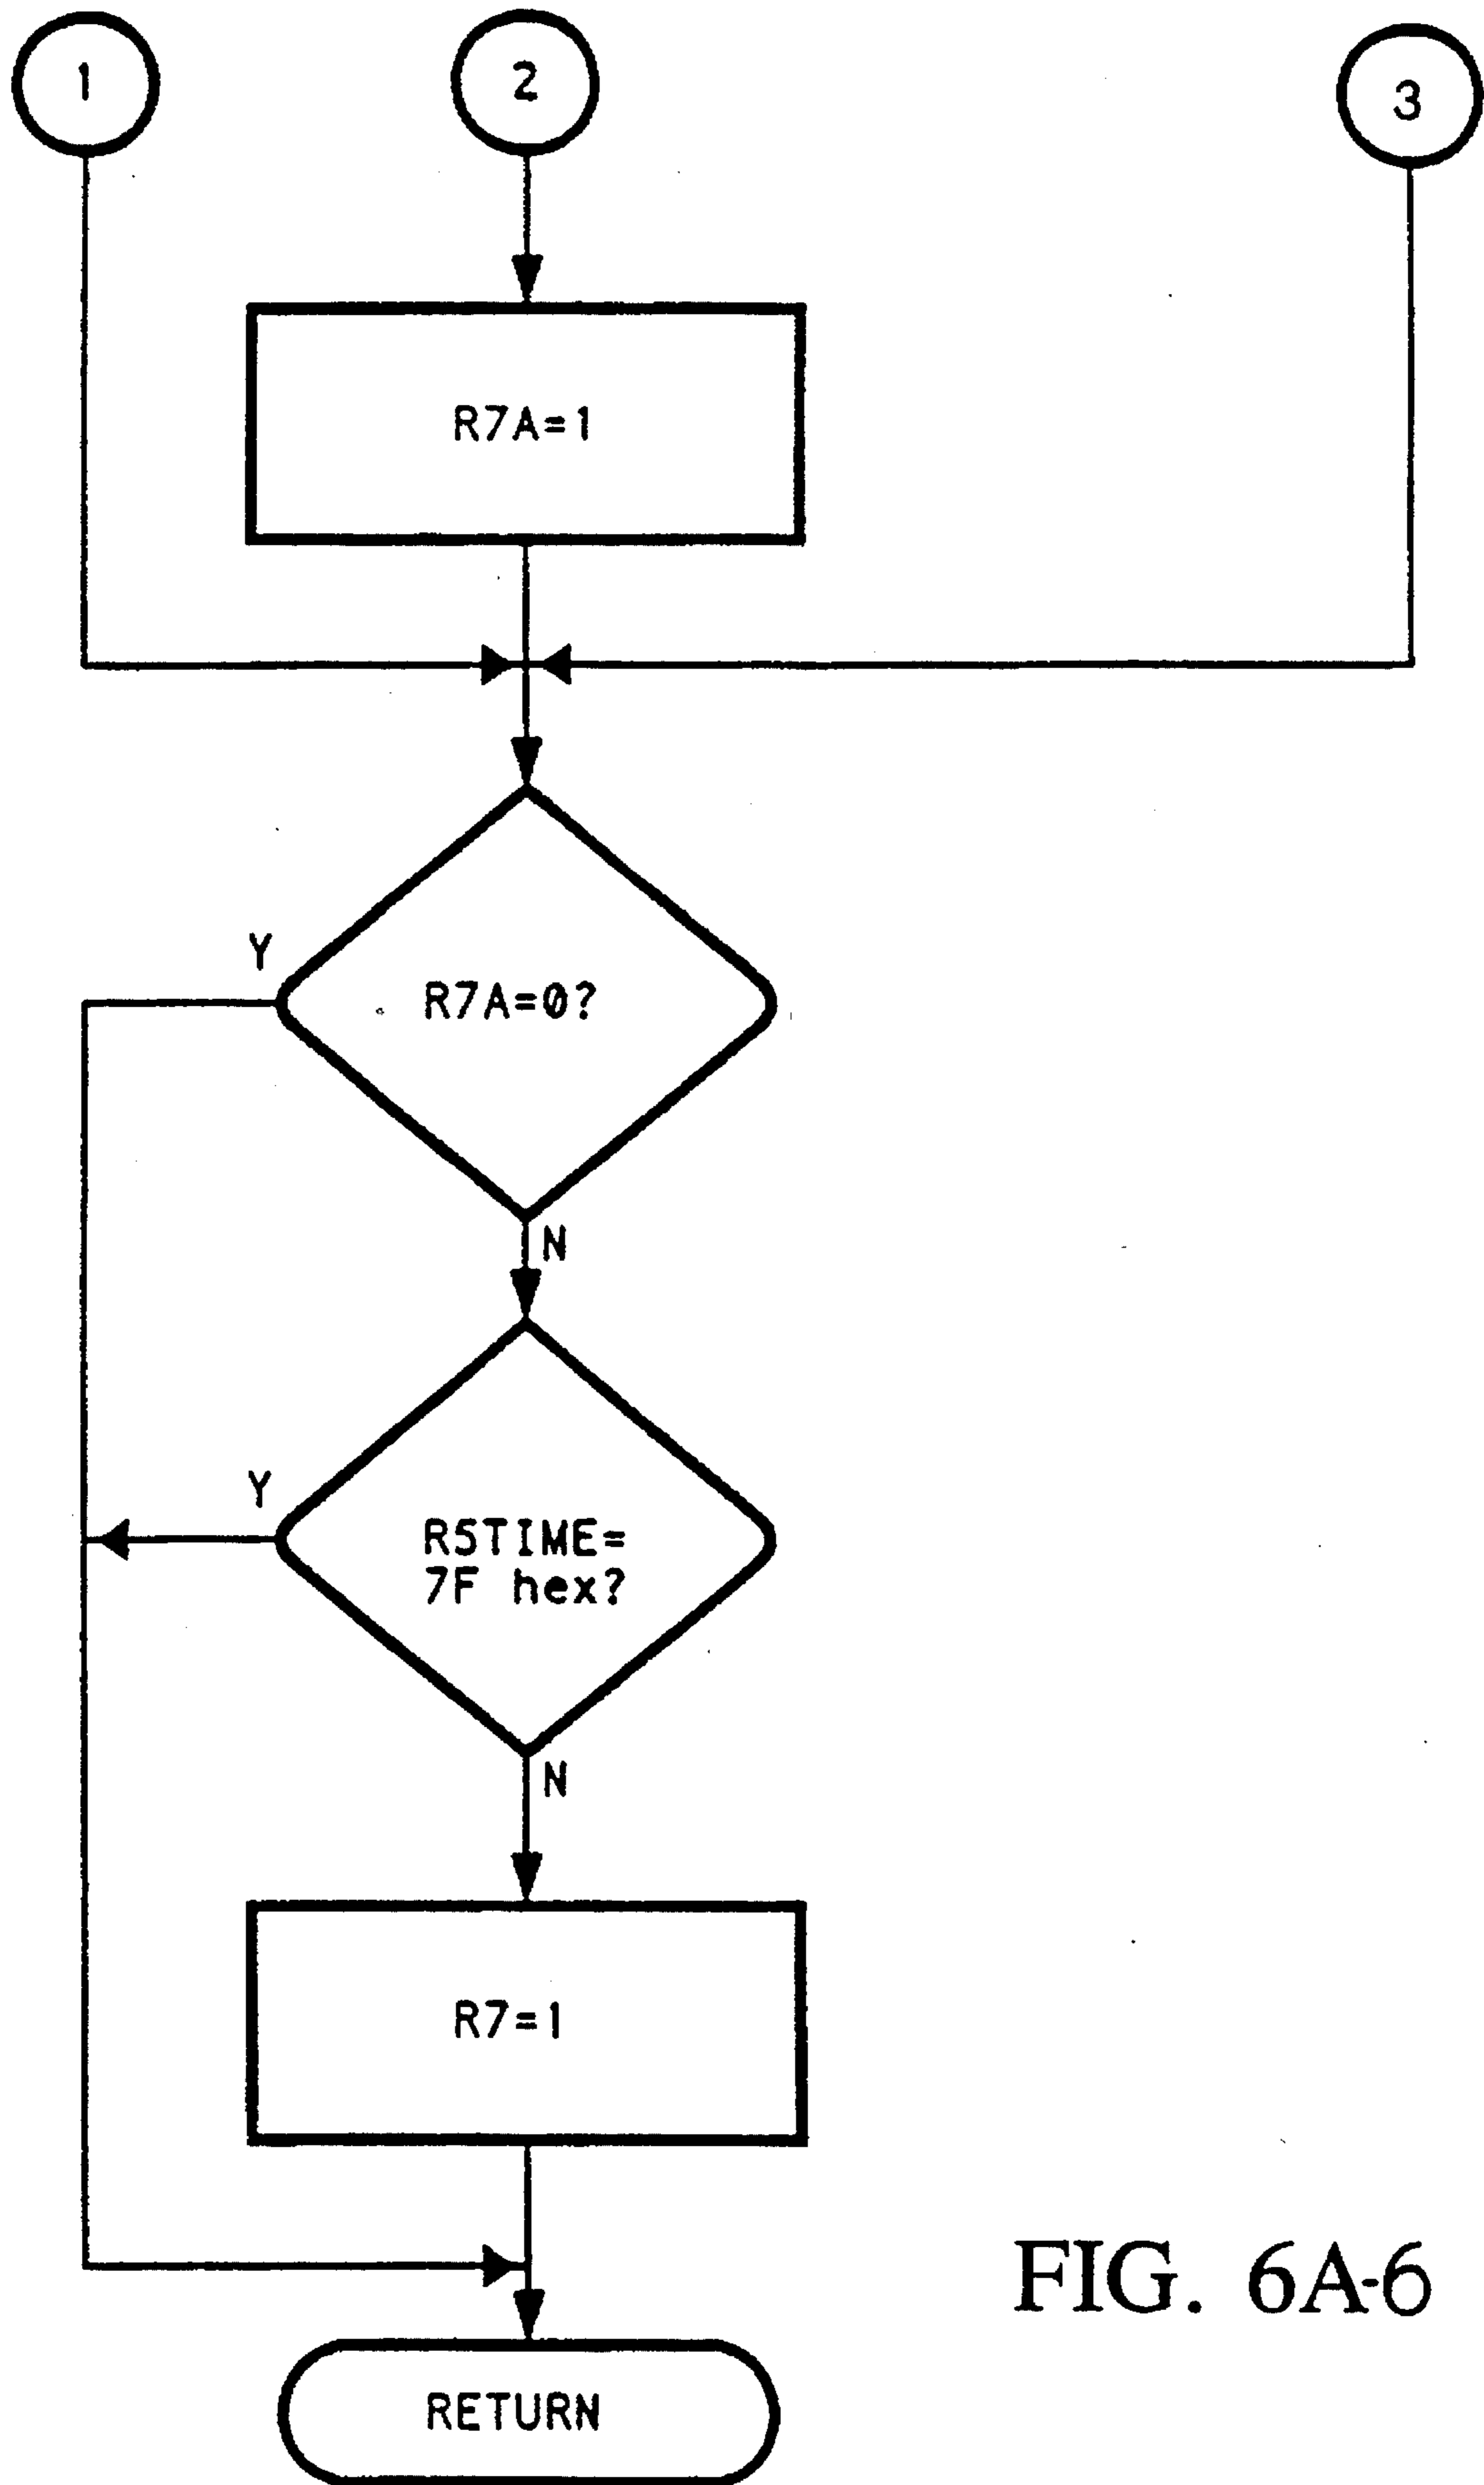 1
2
3
R7A=1
Y
R7A=0?
N
Y
R5TIME=
7F hex?
N
R7=1
FIG. 6A-6
RETURN